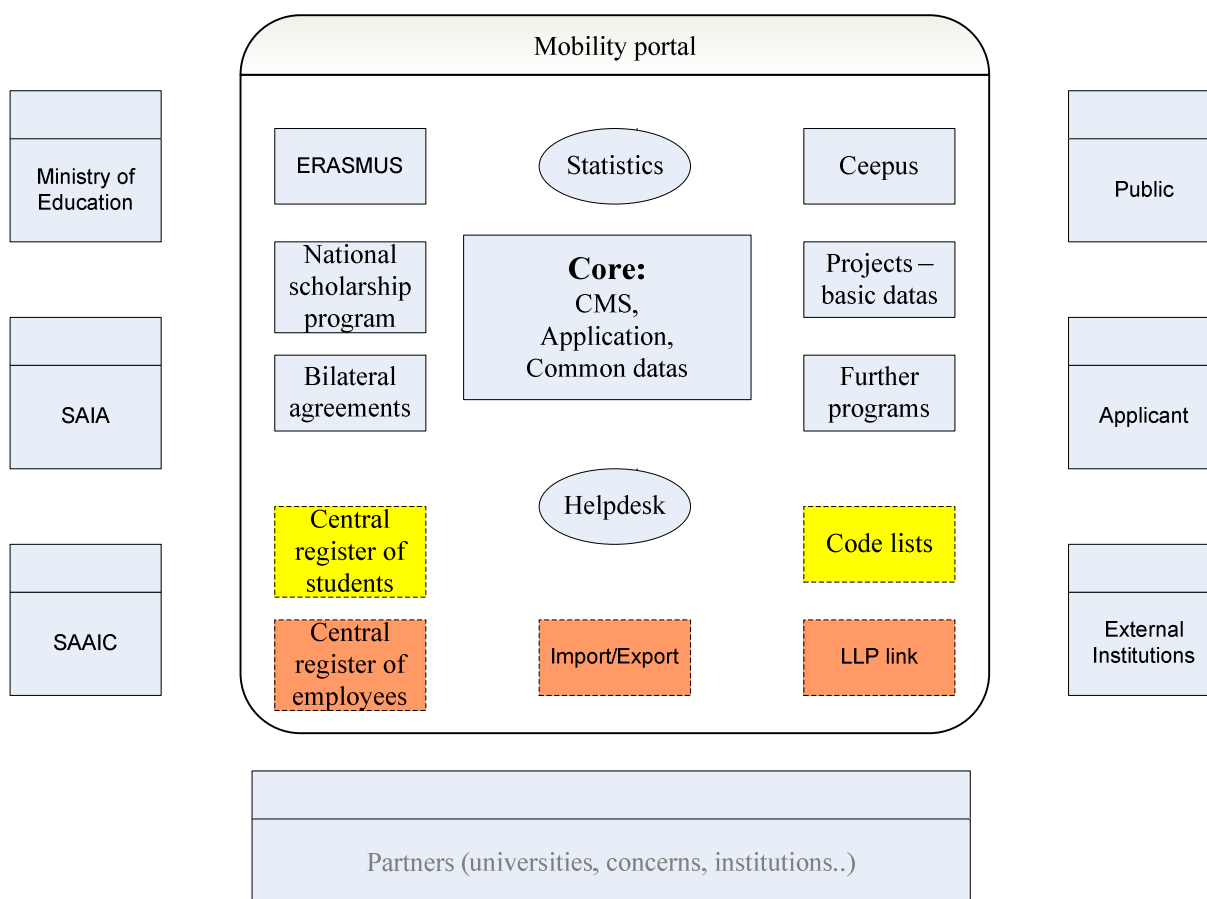 Mobility portal
Ministry of
Education
SAIA
SAAIC
ERASMUS
Statistics
Ceepus
National
scholarship
program
Core:
CMS,
Application,
Common datas
Projects –
basic datas
Bilateral
agreements
Further
programs
Helpdesk
Central
register of
students
Code lists
Central
register of
employees
Import/Export
LLP link
Public
Applicant
External
Institutions
Partners (universities, concerns, institutions..)